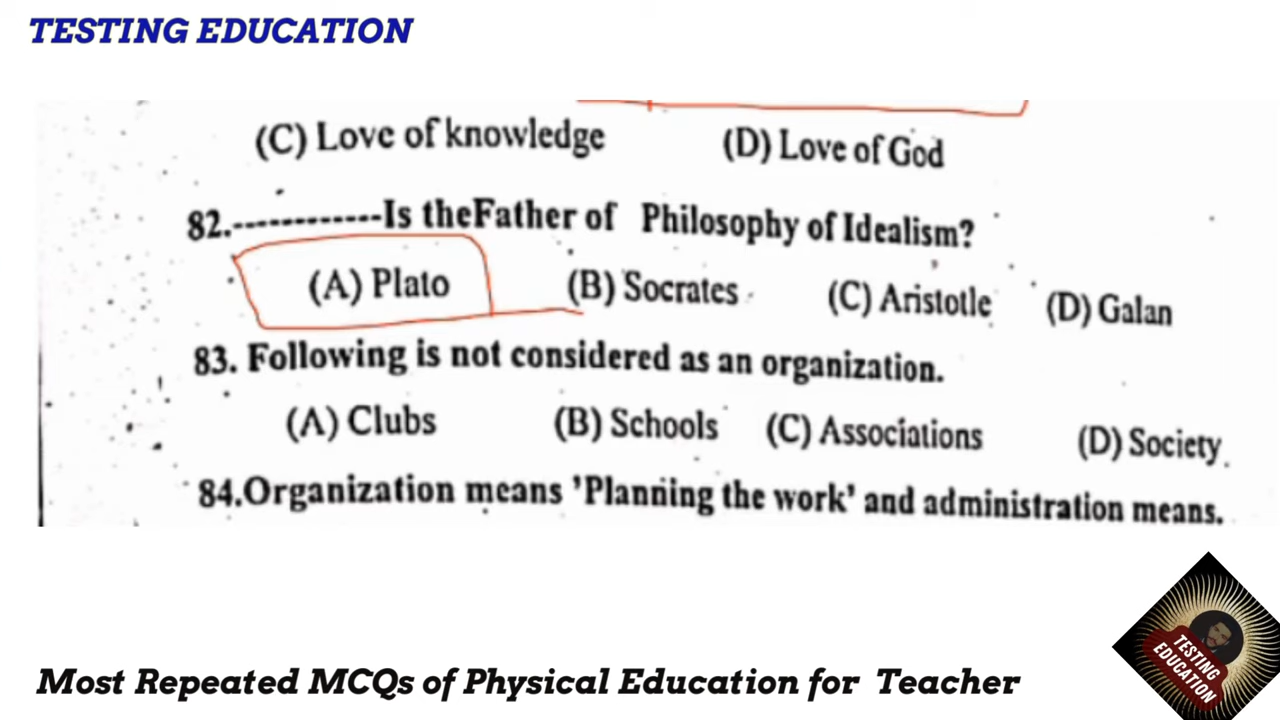 TESTING EDUCATION
(C) Love of knowledge (D) Love of God
82.------------Is theFather of Philosophy of Idealism?
(A) Plato (B) Socrates (C) Aristotle (D) Galan
83. Following is not considered as an organization.
(A) Clubs (B) Schools (C) Associations (D) Society
84.Organization means 'Planning the work' and administration means.
TESTING
EDUCATION
Most Repeated MCQs of Physical Education for Teacher